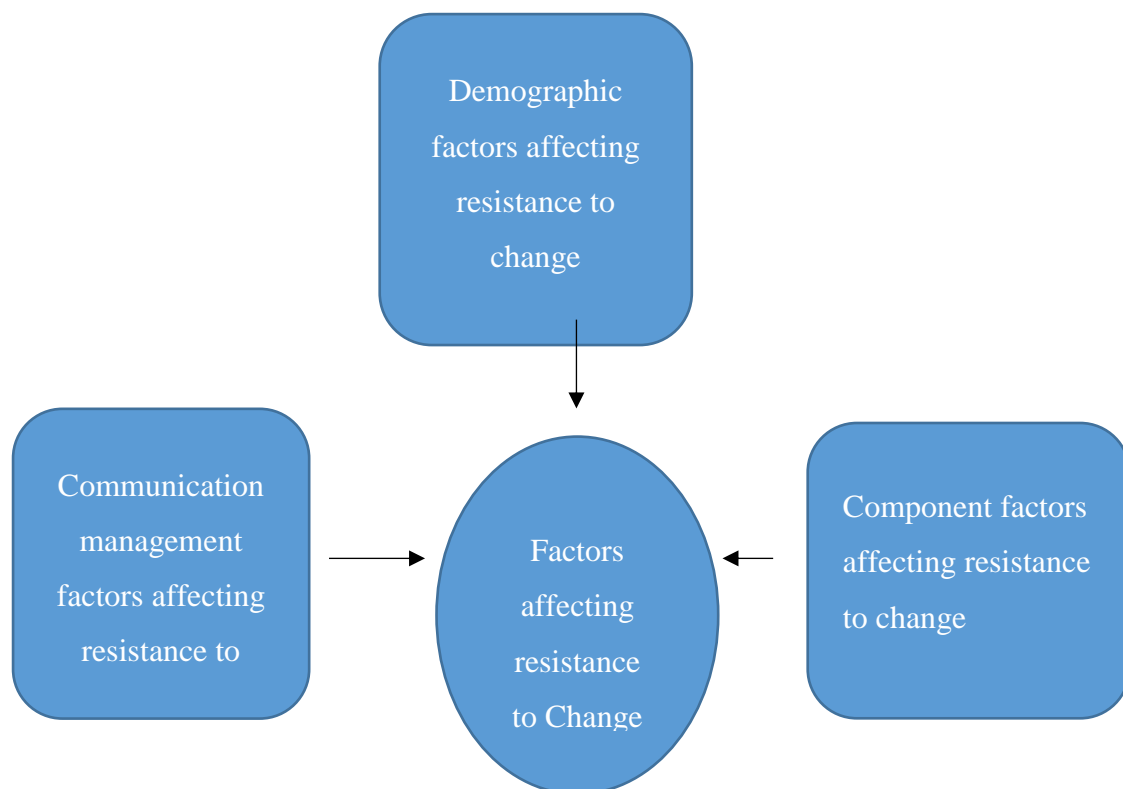 Demographic
factors affecting
resistance to
change
Communication
management
factors affecting
resistance to
Factors
affecting
resistance
to Change
Component factors
affecting resistance
to change